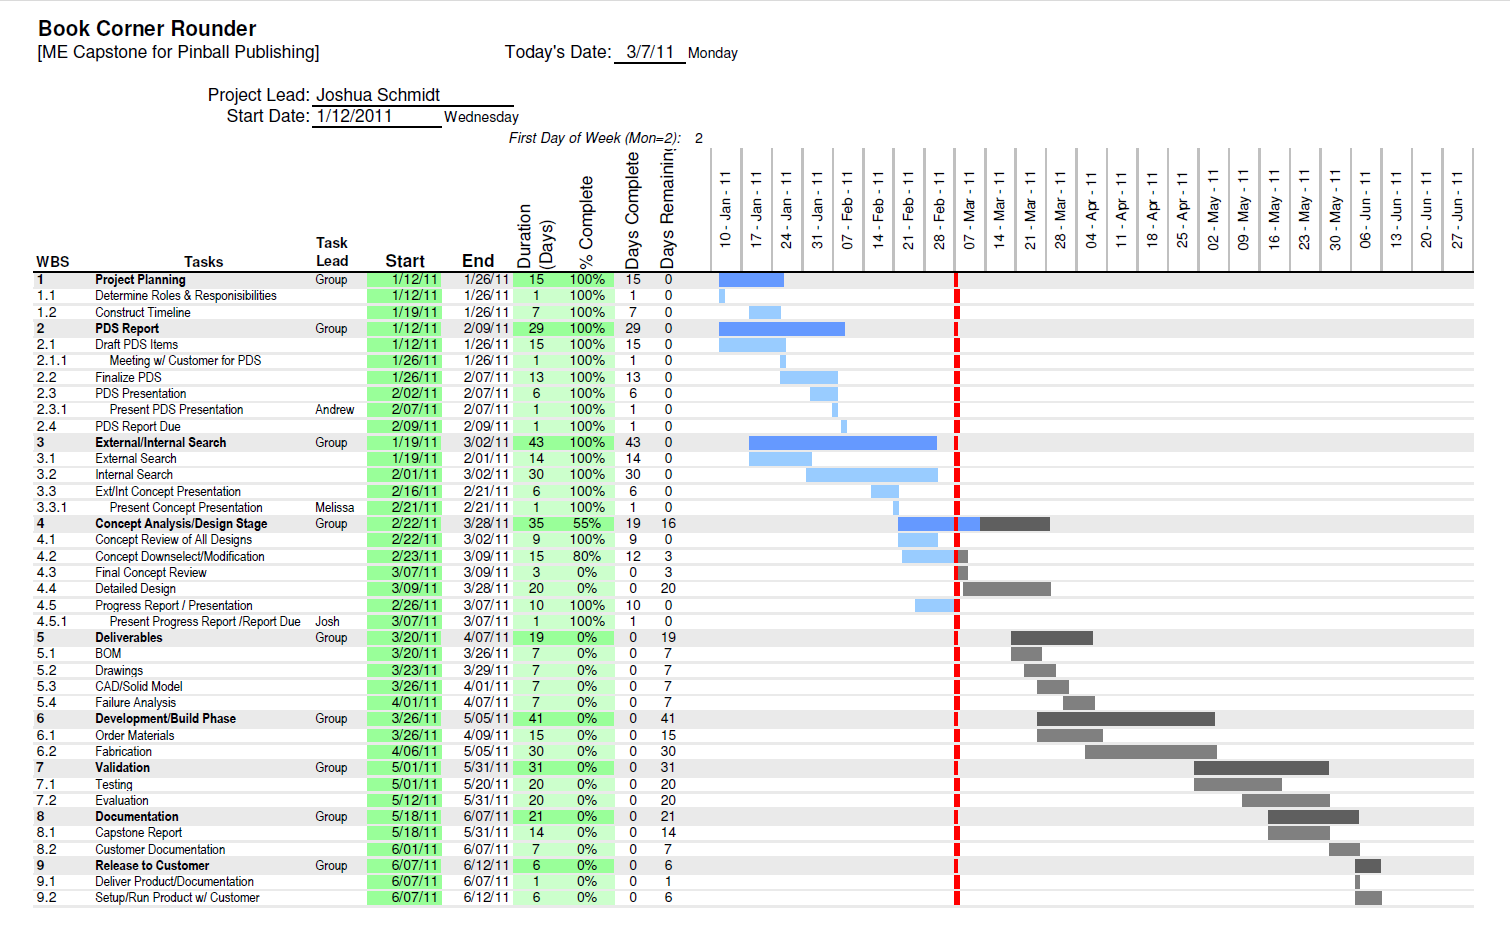 Book Corner Rounder
[ME Capstone for Pinball Publishing] Today's Date: 3/7/11 Monday
Project Lead: Joshua Schmidt
Start Date: 1/12/2011 Wednesday
First Day of Week (Mon=2): 2
WBS Tasks Task Lead Start End Duration (Days) % Complete Days Complete Days Remaining 10 - Jan - 11 17 - Jan - 11 24 - Jan - 11 31 - Jan - 11 07 - Feb - 11 14 - Feb - 11 21 - Feb - 11 28 - Feb - 11 07 - Mar - 11 14 - Mar - 11 21 - Mar - 11 28 - Mar - 11 04 - Apr - 11 11 - Apr - 11 18 - Apr - 11 25 - Apr - 11 02 - May - 11 09 - May - 11 16 - May - 11 23 - May - 11 30 - May - 11 06 - Jun - 11 13 - Jun - 11 20 - Jun - 11 27 - Jun - 11
1 Project Planning Group 1/12/11 1/26/11 15 100% 15 0
1.1 Determine Roles & Responisibilities 1/12/11 1/26/11 1 100% 1 0
1.2 Construct Timeline 1/19/11 1/26/11 7 100% 7 0
2 PDS Report Group 1/12/11 2/09/11 29 100% 29 0
2.1 Draft PDS Items 1/12/11 1/26/11 15 100% 15 0
2.1.1 Meeting w/ Customer for PDS 1/26/11 1/26/11 1 100% 1 0
2.2 Finalize PDS 1/26/11 2/07/11 13 100% 13 0
2.3 PDS Presentation 2/02/11 2/07/11 6 100% 6 0
2.3.1 Present PDS Presentation Andrew 2/07/11 2/07/11 1 100% 1 0
2.4 PDS Report Due 2/09/11 2/09/11 1 100% 1 0
3 External/Internal Search Group 1/19/11 3/02/11 43 100% 43 0
3.1 External Search 1/19/11 2/01/11 14 100% 14 0
3.2 Internal Search 2/01/11 3/02/11 30 100% 30 0
3.3 Ext/Int Concept Presentation 2/16/11 2/21/11 6 100% 6 0
3.3.1 Present Concept Presentation Melissa 2/21/11 2/21/11 1 100% 1 0
4 Concept Analysis/Design Stage Group 2/22/11 3/28/11 35 55% 19 16
4.1 Concept Review of All Designs 2/22/11 3/02/11 9 100% 9 0
4.2 Concept Downselect/Modification 2/23/11 3/09/11 15 80% 12 3
4.3 Final Concept Review 3/07/11 3/09/11 3 0% 0 3
4.4 Detailed Design 3/09/11 3/28/11 20 0% 0 20
4.5 Progress Report / Presentation 2/26/11 3/07/11 10 100% 10 0
4.5.1 Present Progress Report /Report Due Josh 3/07/11 3/07/11 1 100% 1 0
5 Deliverables Group 3/20/11 4/07/11 19 0% 0 19
5.1 BOM 3/20/11 3/26/11 7 0% 0 7
5.2 Drawings 3/23/11 3/29/11 7 0% 0 7
5.3 CAD/Solid Model 3/26/11 4/01/11 7 0% 0 7
5.4 Failure Analysis 4/01/11 4/07/11 7 0% 0 7
6 Development/Build Phase Group 3/26/11 5/05/11 41 0% 0 41
6.1 Order Materials 3/26/11 4/09/11 15 0% 0 15
6.2 Fabrication 4/06/11 5/05/11 30 0% 0 30
7 Validation Group 5/01/11 5/31/11 31 0% 0 31
7.1 Testing 5/01/11 5/20/11 20 0% 0 20
7.2 Evaluation 5/12/11 5/31/11 20 0% 0 20
8 Documentation Group 5/18/11 6/07/11 21 0% 0 21
8.1 Capstone Report 5/18/11 5/31/11 14 0% 0 14
8.2 Customer Documentation 6/01/11 6/07/11 7 0% 0 7
9 Release to Customer Group 6/07/11 6/12/11 6 0% 0 6
9.1 Deliver Product/Documentation 6/07/11 6/07/11 1 0% 0 1
9.2 Setup/Run Product w/ Customer 6/07/11 6/12/11 6 0% 0 6